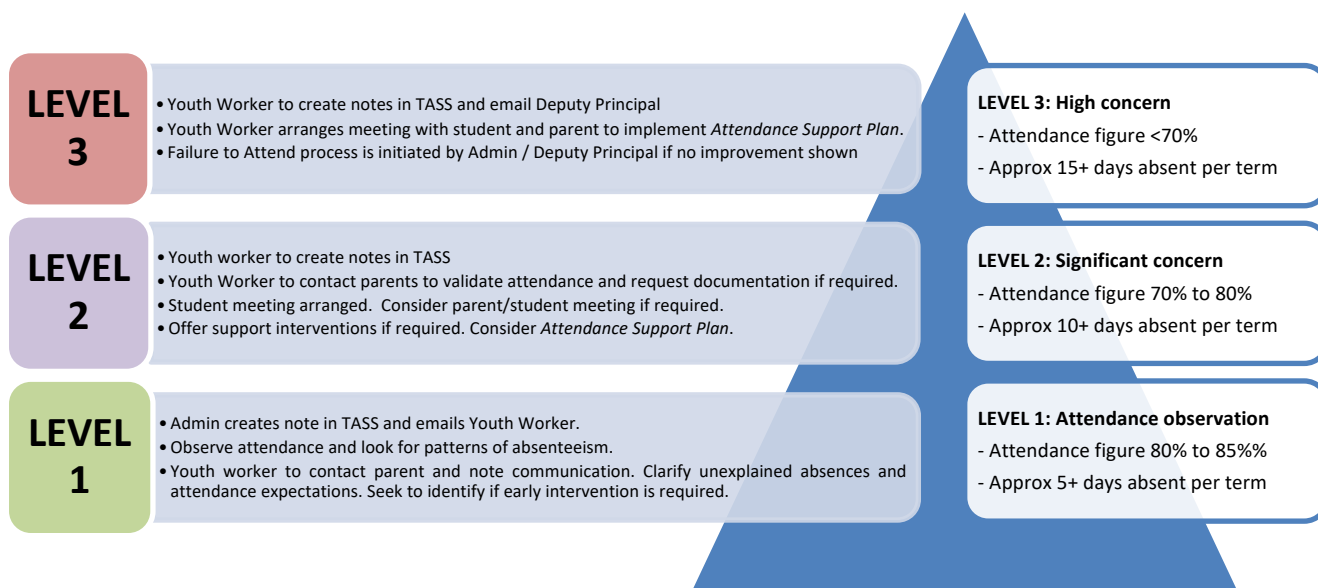 LEVEL
3
• Youth Worker to create notes in TASS and email Deputy Principal
• Youth Worker arranges meeting with student and parent to implement Attendance Support Plan.
• Failure to Attend process is initiated by Admin / Deputy Principal if no improvement shown
LEVEL 3: High concern
- Attendance figure <70%
- Approx 15+ days absent per term
LEVEL
2
• Youth worker to create notes in TASS
• Youth Worker to contact parents to validate attendance and request documentation if required.
• Student meeting arranged.  Consider parent/student meeting if required.
• Offer support interventions if required. Consider Attendance Support Plan.
LEVEL 2: Significant concern
- Attendance figure 70% to 80%
- Approx 10+ days absent per term
LEVEL
1
• Admin creates note in TASS and emails Youth Worker.
• Observe attendance and look for patterns of absenteeism.
• Youth worker to contact parent and note communication. Clarify unexplained absences and
attendance expectations. Seek to identify if early intervention is required.
LEVEL 1: Attendance observation
- Attendance figure 80% to 85%%
- Approx 5+ days absent per term